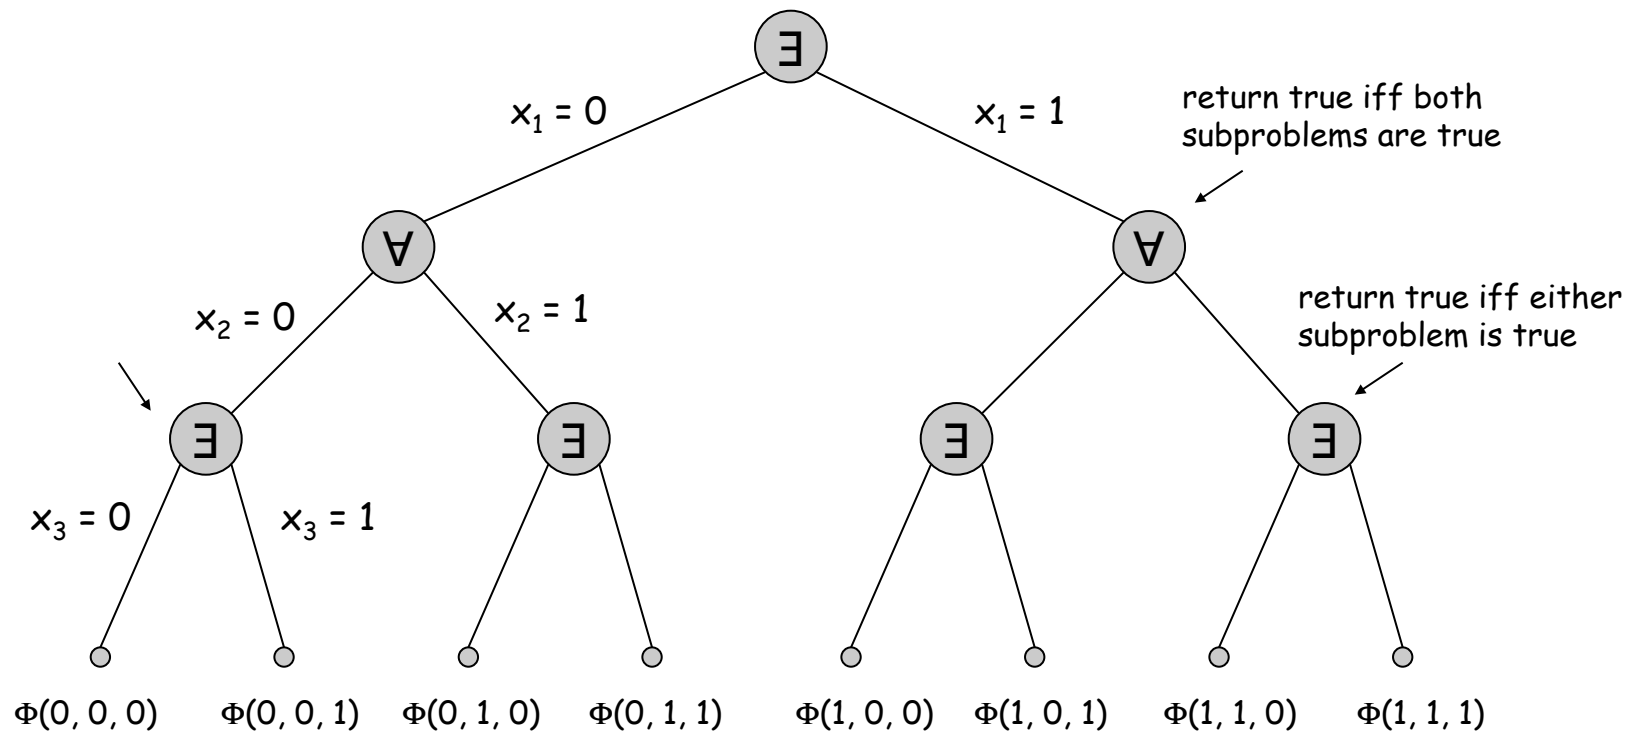 ∃
x₁ = 0
x₁ = 1
return true iff both
subproblems are true
∀
∀
x₂ = 0
x₂ = 1
return true iff either
subproblem is true
∃
∃
∃
∃
x₃ = 0
x₃ = 1
Φ(0, 0, 0)
Φ(0, 0, 1)
Φ(0, 1, 0)
Φ(0, 1, 1)
Φ(1, 0, 0)
Φ(1, 0, 1)
Φ(1, 1, 0)
Φ(1, 1, 1)